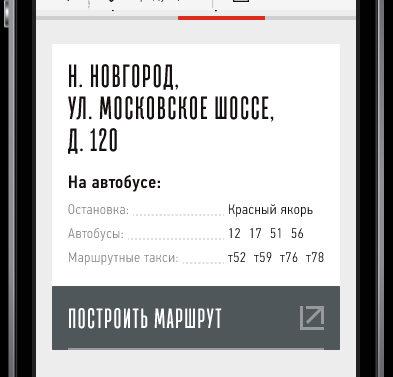 Н. НОВГОРОД,
УЛ. МОСКОВСКОЕ ШОССЕ,
Д. 120
На автобусе:
Остановка: Красный якорь
Автобусы: 12 17 51 56
Маршрутные такси: т52 т59 т76 т78
ПОСТРОИТЬ МАРШРУТ